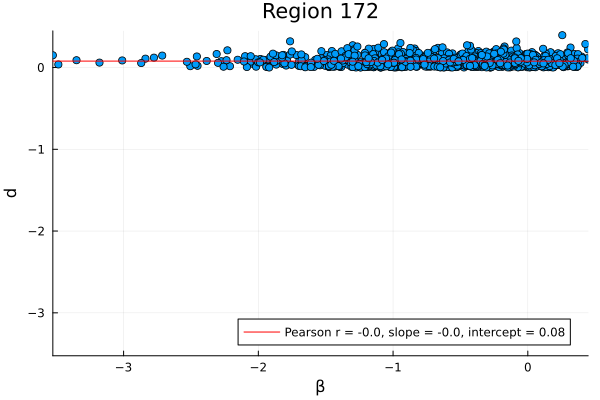 Region 172
0
−1
−2
−3
d
Pearson r = -0.0, slope = -0.0, intercept = 0.08
−3 −2 −1 0
β